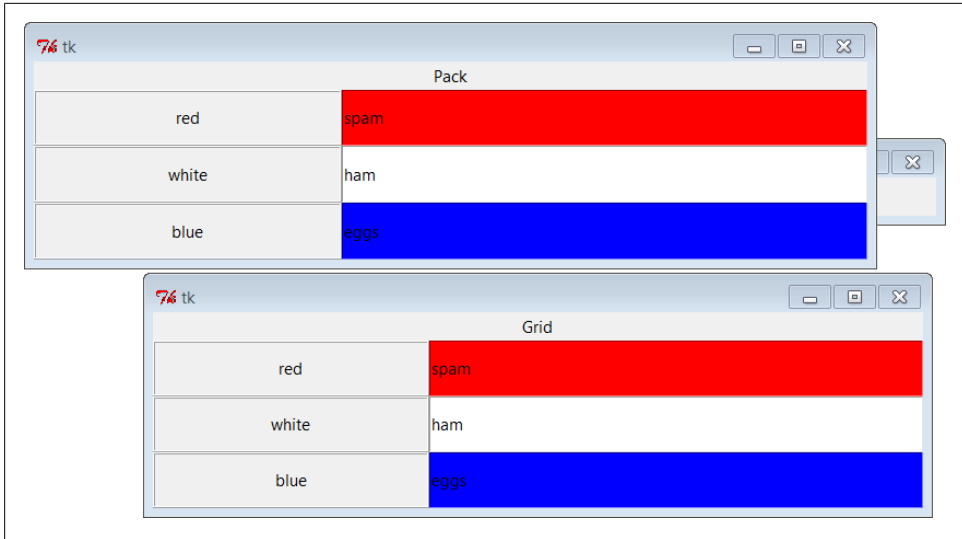 tk
Pack
red spam
white ham
blue eggs
tk
Grid
red spam
white ham
blue eggs